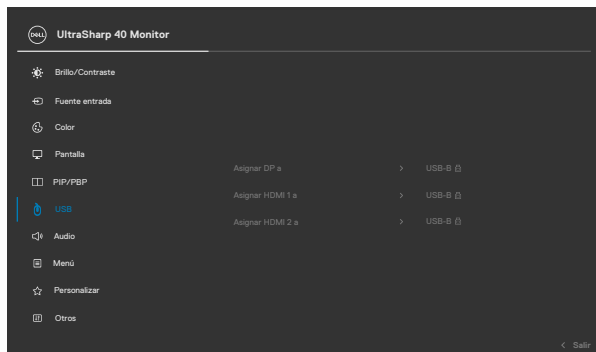 DELL UltraSharp 40 Monitor
Brillo/Contraste
Fuente entrada
Color
Pantalla
PIP/PBP
USB
Audio
Menú
Personalizar
Otros
Asignar DP a > USB-B
Asignar HDMI 1 a > USB-B
Asignar HDMI 2 a > USB-B
< Salir